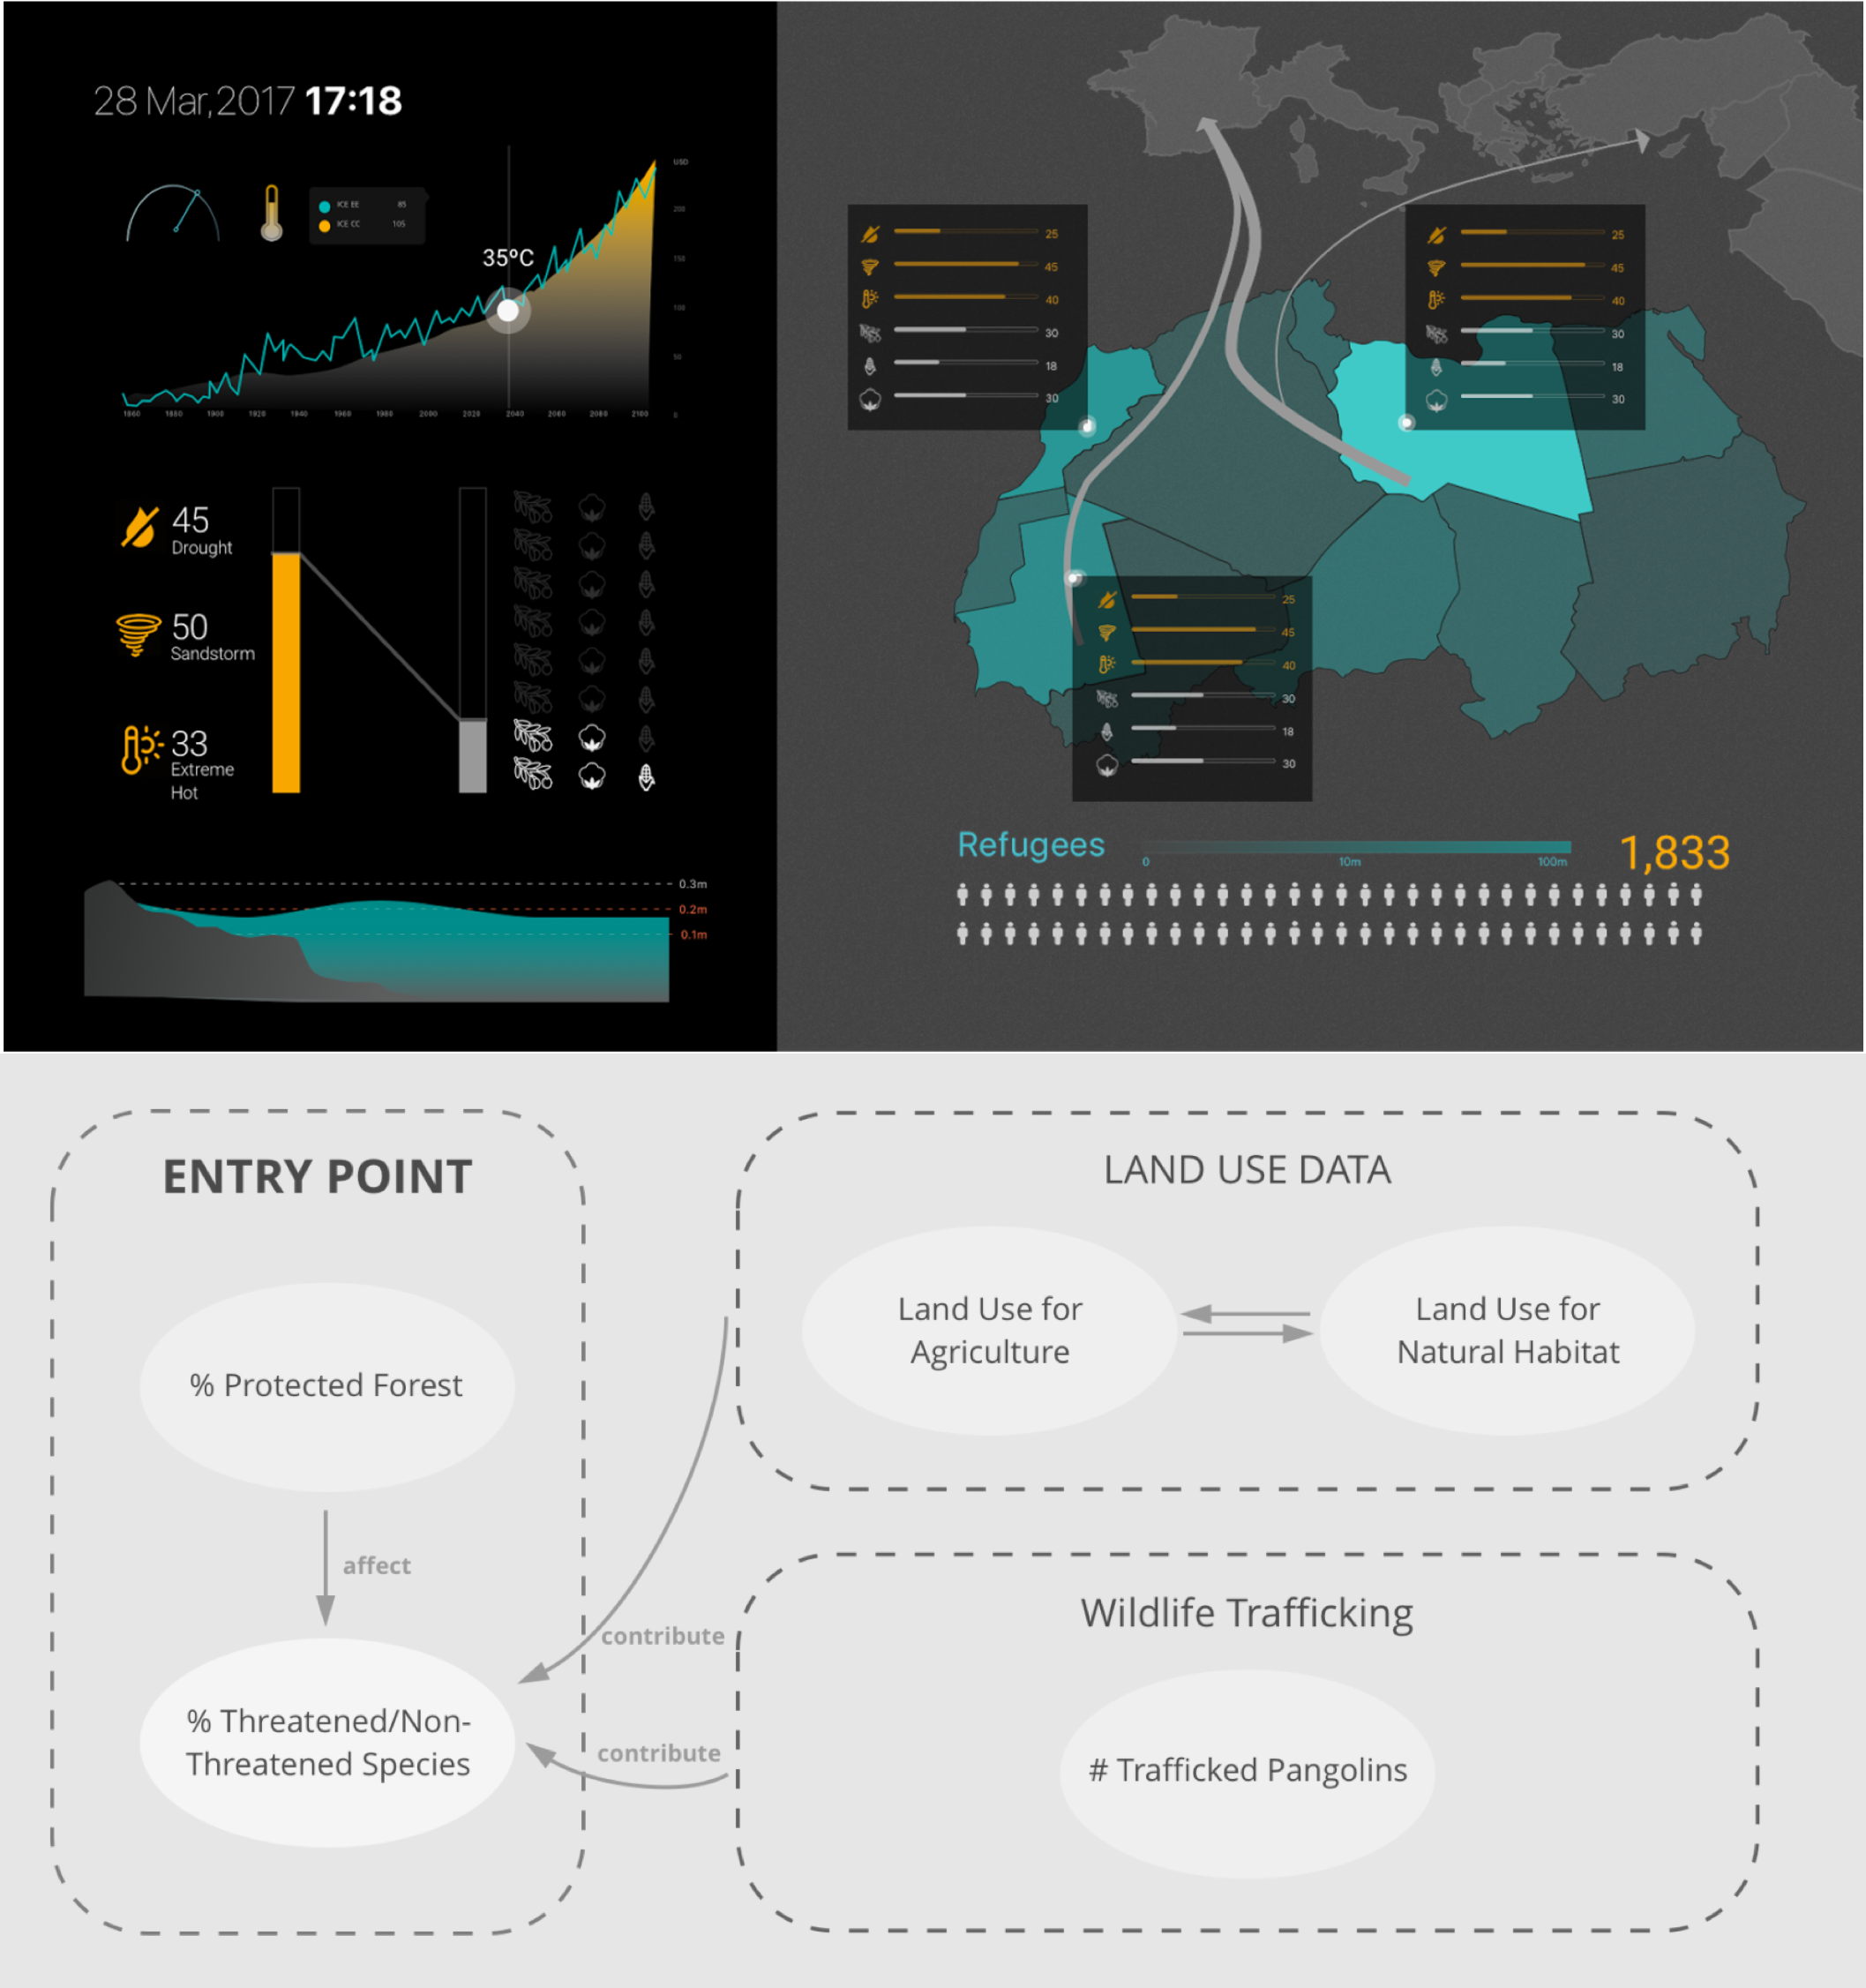 28 Mar,2017 17:18
USD
200
150
100
50
0
ICE EE 85
ICE CC 105
35°C
1860 1880 1900 1920 1940 1960 1980 2000 2020 2040 2060 2080 2100
45
Drought
50
Sandstorm
33
Extreme
Hot
0.3m
0.2m
0.1m
25
45
40
30
18
30
25
45
40
30
18
30
25
45
40
30
18
30
Refugees
0 10m 100m
1,833
ENTRY POINT
% Protected Forest
affect
% Threatened/Non-
Threatened Species
contribute
contribute
LAND USE DATA
Land Use for
Agriculture
Land Use for
Natural Habitat
Wildlife Trafficking
# Trafficked Pangolins